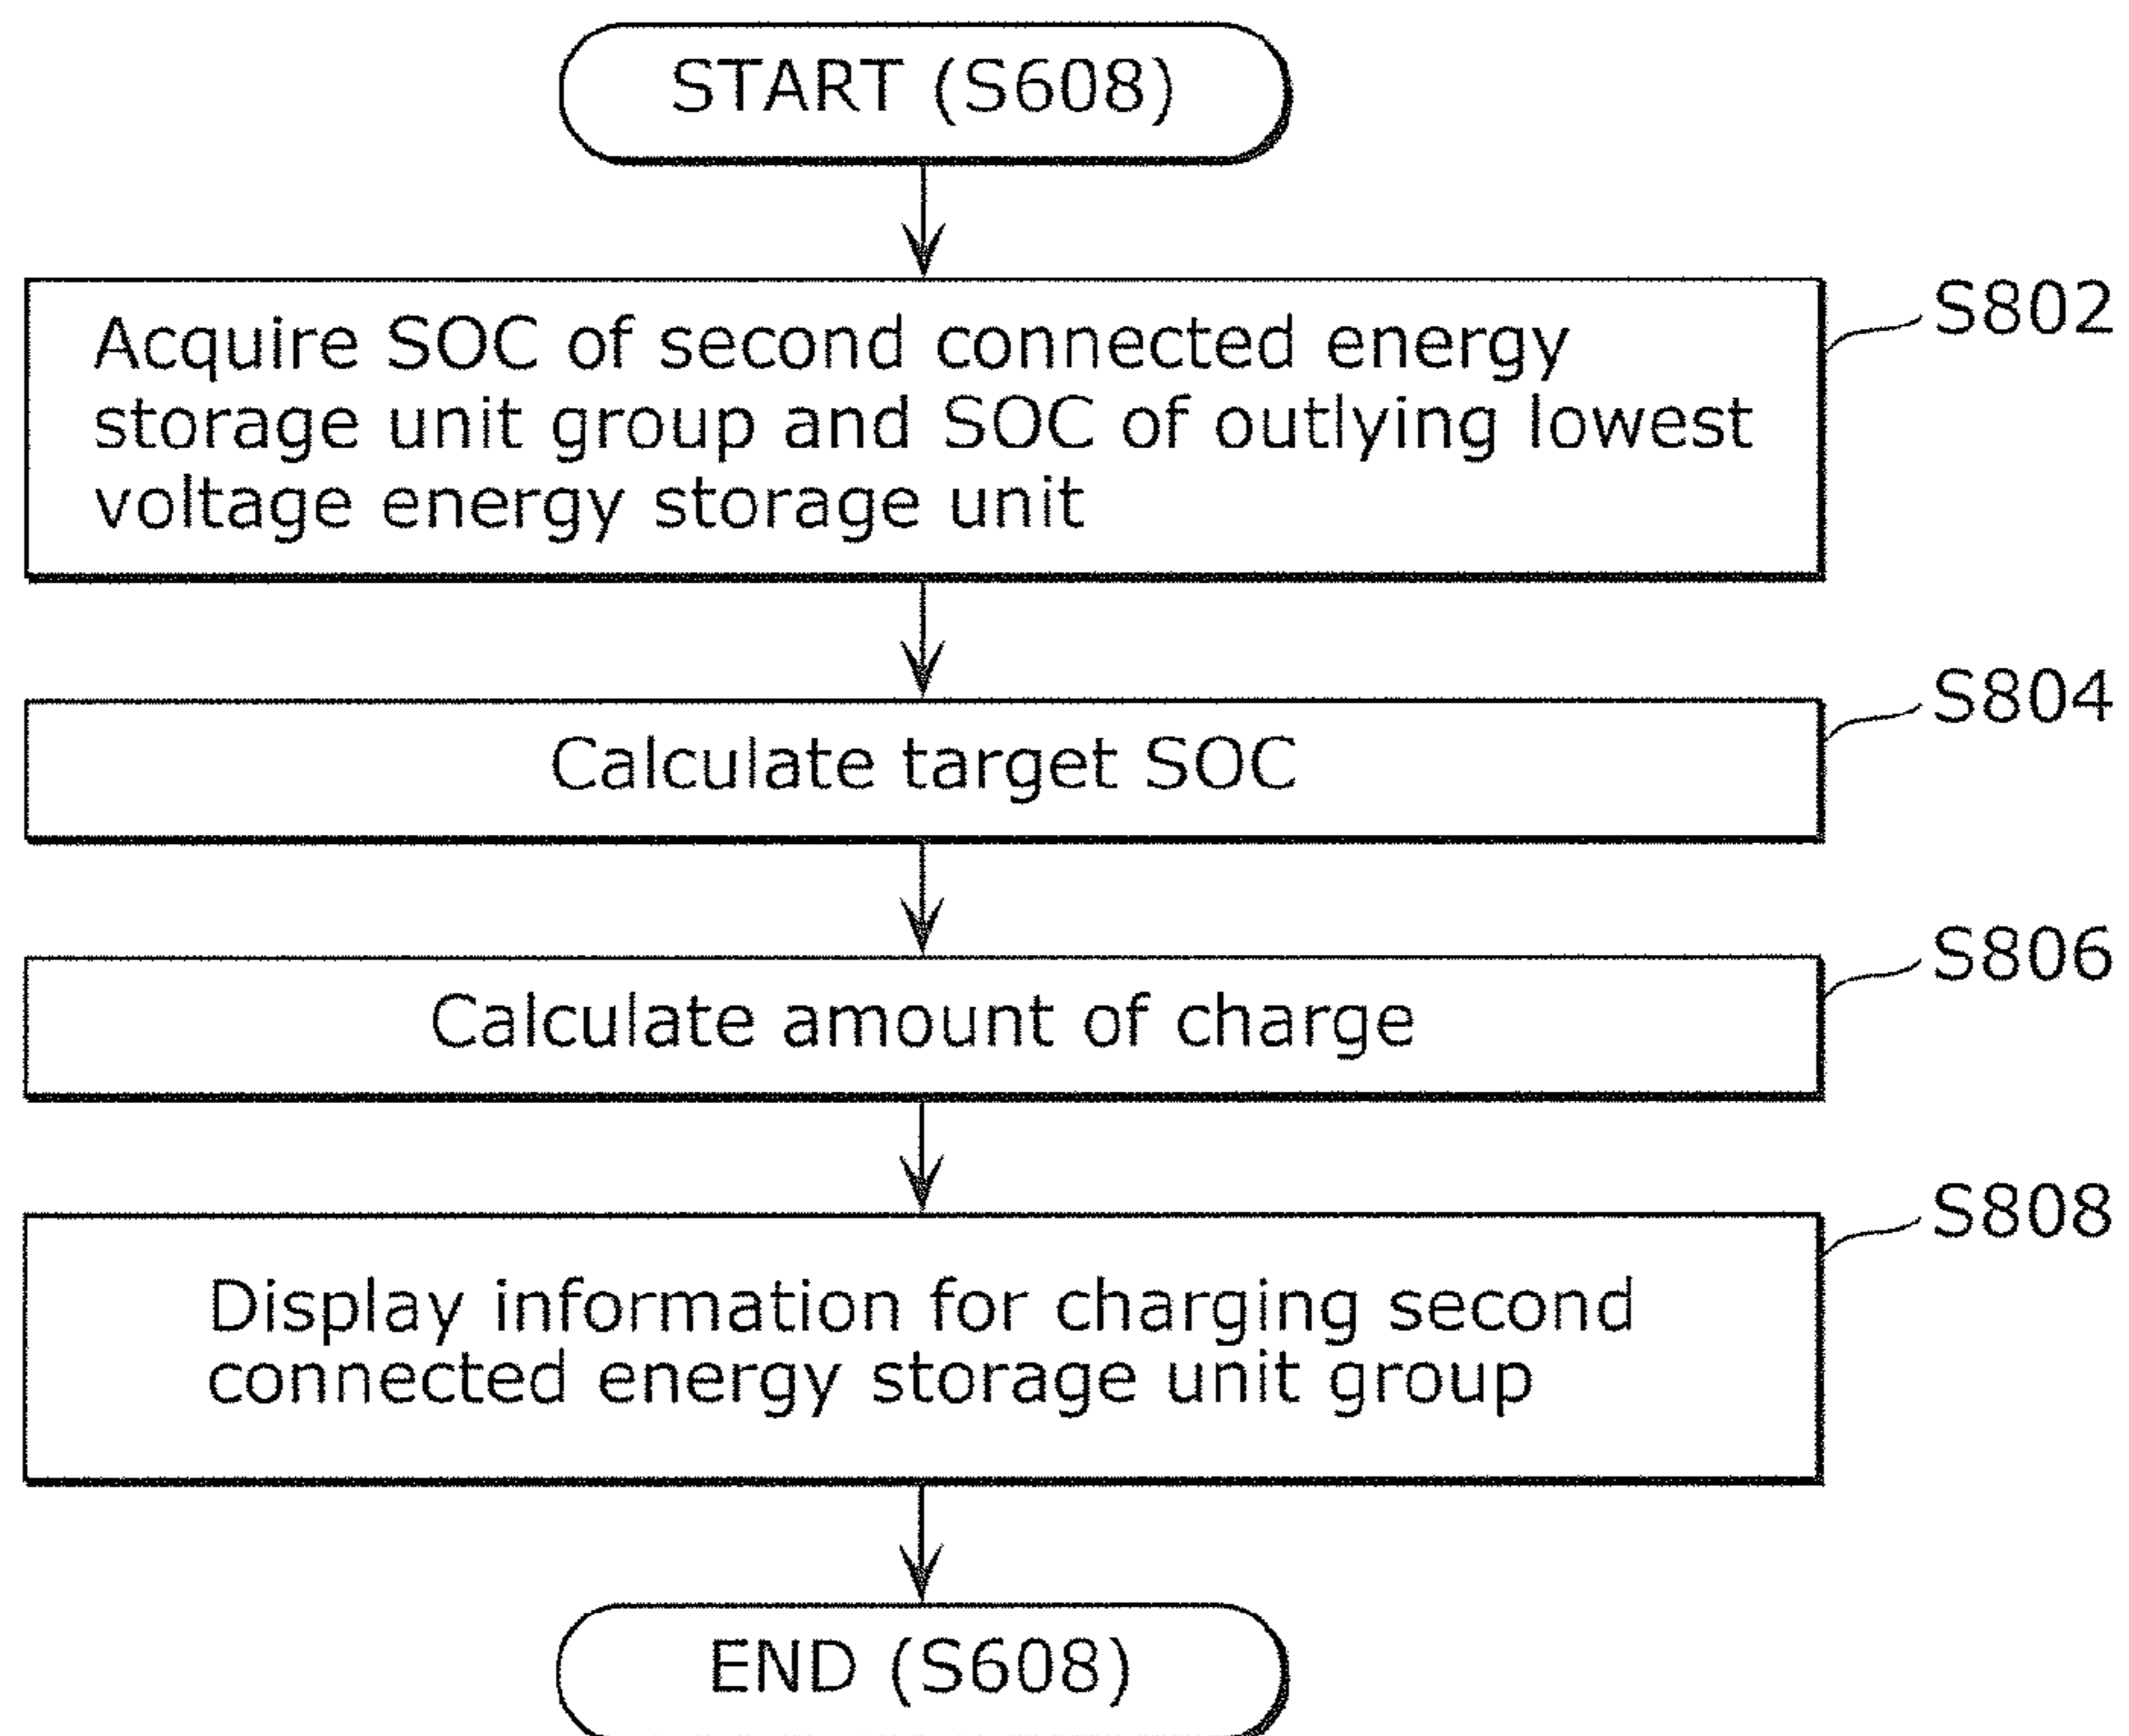 START (S608)
S802
Acquire SOC of second connected energy
storage unit group and SOC of outlying lowest
voltage energy storage unit
S804
Calculate target SOC
S806
Calculate amount of charge
S808
Display information for charging second
connected energy storage unit group
END (S608)